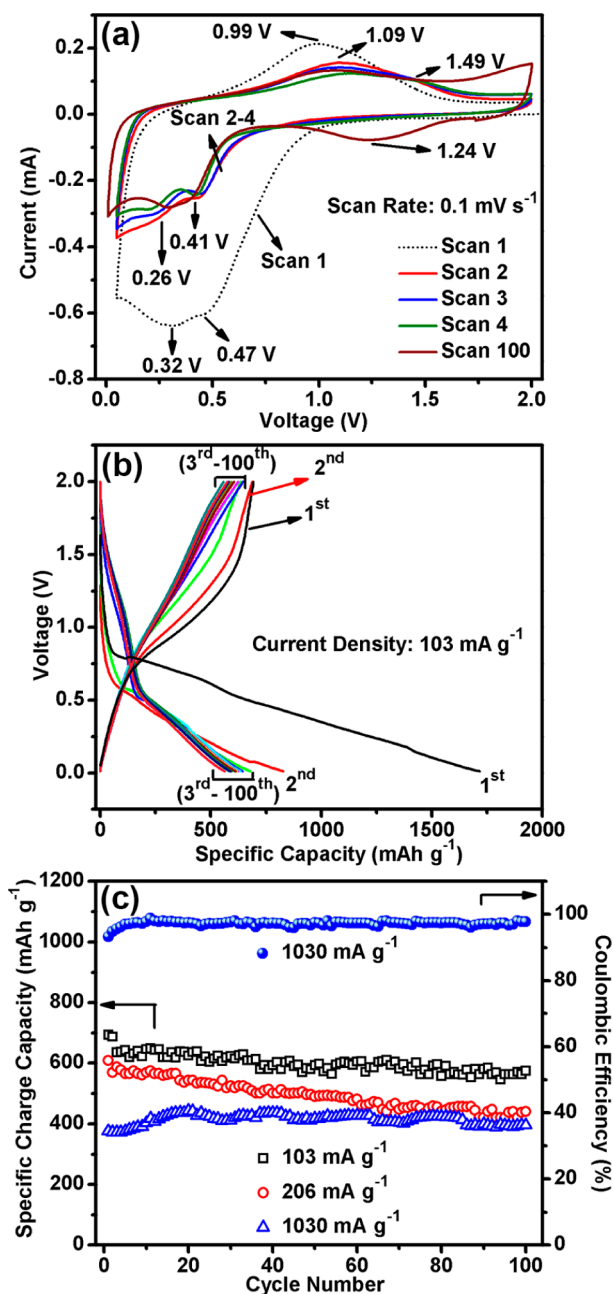 (a)
0.99 V
1.09 V
1.49 V
Scan 2-4
1.24 V
Scan Rate: 0.1 mV s⁻¹
0.41 V
0.26 V
Scan 1
0.32 V
0.47 V
Scan 1
Scan 2
Scan 3
Scan 4
Scan 100
0.2
0.0
-0.2
-0.4
-0.6
-0.8
Current (mA)
0.0 0.5 1.0 1.5 2.0
Voltage (V)
(b)
(3rd-100th)
2nd
1st
Current Density: 103 mA g⁻¹
(3rd-100th)
2nd
1st
2.0
1.5
1.0
0.5
0.0
Voltage (V)
0 500 1000 1500 2000
Specific Capacity (mAh g⁻¹)
(c)
1030 mA g⁻¹
103 mA g⁻¹
206 mA g⁻¹
1030 mA g⁻¹
1200
1000
800
600
400
200
0
Specific Charge Capacity (mAh g⁻¹)
100
80
60
40
20
0
Coulombic Efficiency (%)
0 20 40 60 80 100
Cycle Number